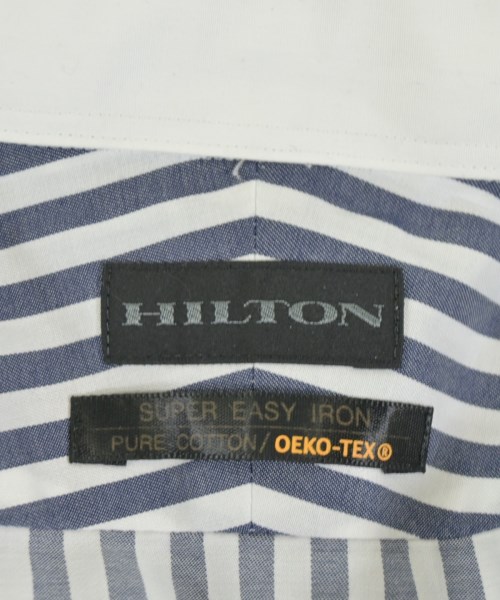 HILTON
SUPER EASY IRON
PURE COTTON/ OEKO-TEX®